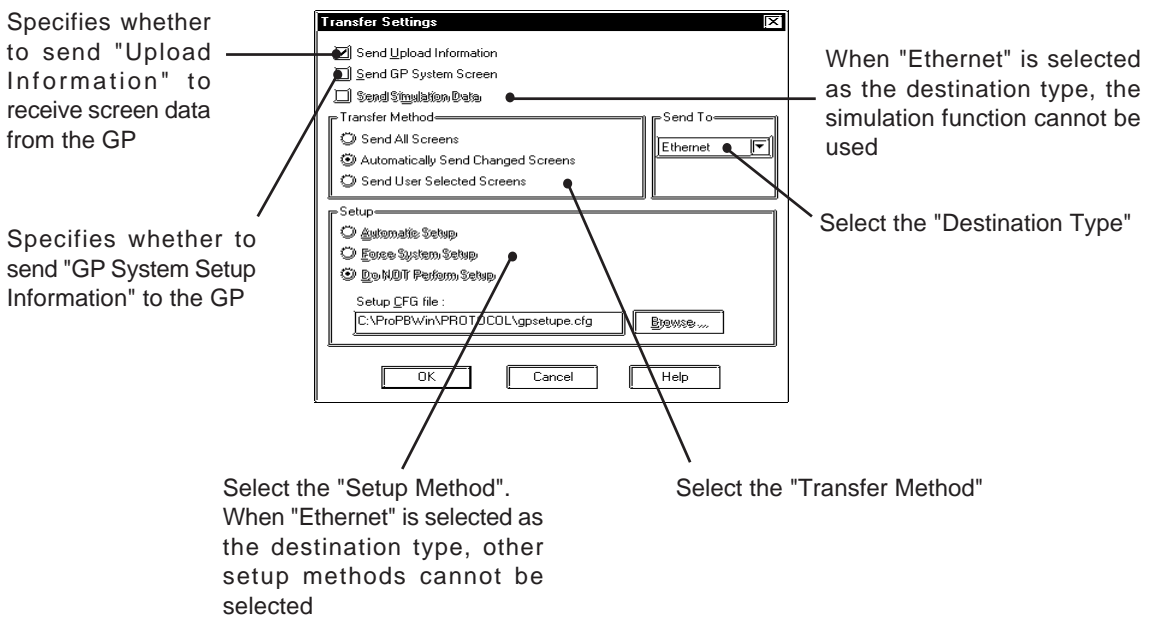 Specifies whether
to send "Upload
Information" to
receive screen data
from the GP
Specifies whether to
send "GP System Setup
Information" to the GP
Transfer Settings
Send Upload Information
Send GP System Screen
Send Simulation Data
Transfer Method
Send All Screens
Automatically Send Changed Screens
Send User Selected Screens
Send To
Ethernet
Setup
Automatic Setup
Force System Setup
Do NOT Perform Setup
Setup CFG file :
C:\ProPBWin\PROTOCOL\gpsetupe.cfg
Browse ...
OK
Cancel
Help
When "Ethernet" is selected
as the destination type, the
simulation function cannot be
used
Select the "Destination Type"
Select the "Setup Method".
When "Ethernet" is selected as
the destination type, other
setup methods cannot be
selected
Select the "Transfer Method"